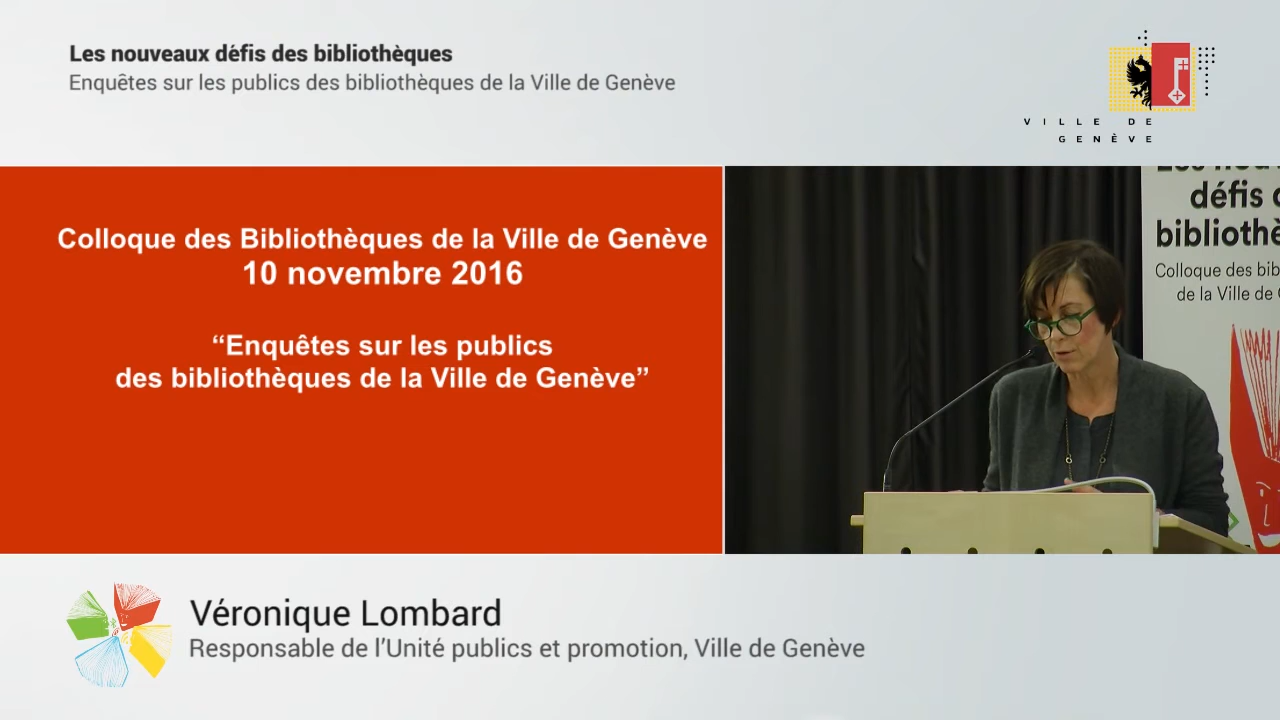 Les nouveaux défis des bibliothèques
Enquêtes sur les publics des bibliothèques de la Ville de Genève
VILLE DE
GENÈVE
Colloque des Bibliothèques de la Ville de Genève
10 novembre 2016
“Enquêtes sur les publics
des bibliothèques de la Ville de Genève”
défis
Colloque des
de la Ville de
Véronique Lombard
Responsable de l’Unité publics et promotion, Ville de Genève